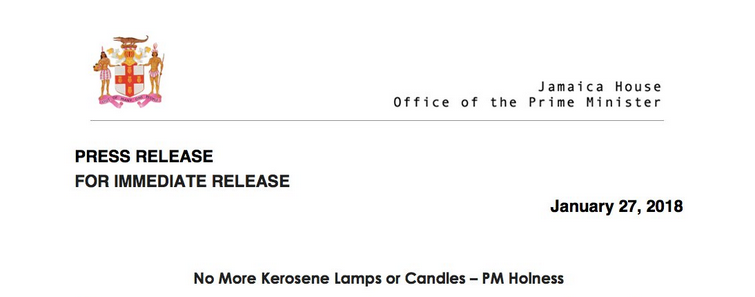 Jamaica House
Office of the Prime Minister
PRESS RELEASE
FOR IMMEDIATE RELEASE
January 27, 2018
No More Kerosene Lamps or Candles – PM Holness